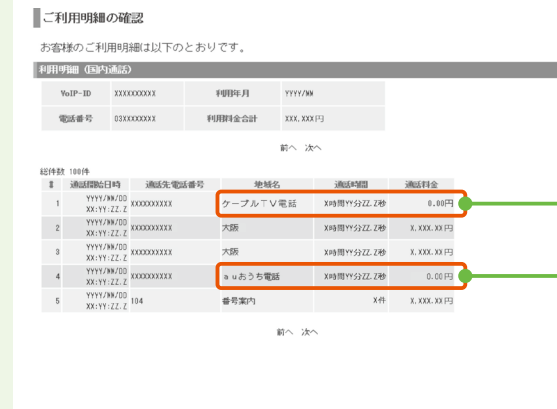 ご利用明細の確認
お客様のご利用明細は以下のとおりです。
利用明細（国内通話）
VoIP-ID XXXXXXXXXX 利用年月 YYYY/MM
電話番号 03XXXXXXXX 利用料金合計 XXX,XXX円
前へ 次へ
総件数 100件
# 通話開始日時 通話先電話番号 地域名 通話時間 通話料金
1 YYYY/MM/DD XX:YY:ZZ.Z XXXXXXXXXX ケーブルTV電話 X時間YY分ZZ.Z秒 0.00円
2 YYYY/MM/DD XX:YY:ZZ.Z XXXXXXXXXX 大阪 X時間YY分ZZ.Z秒 X,XXX.XX円
3 YYYY/MM/DD XX:YY:ZZ.Z XXXXXXXXXX 大阪 X時間YY分ZZ.Z秒 X,XXX.XX円
4 YYYY/MM/DD XX:YY:ZZ.Z XXXXXXXXXX auおうち電話 X時間YY分ZZ.Z秒 0.00円
5 YYYY/MM/DD XX:YY:ZZ.Z 104 番号案内 X件 X,XXX.XX円
前へ 次へ